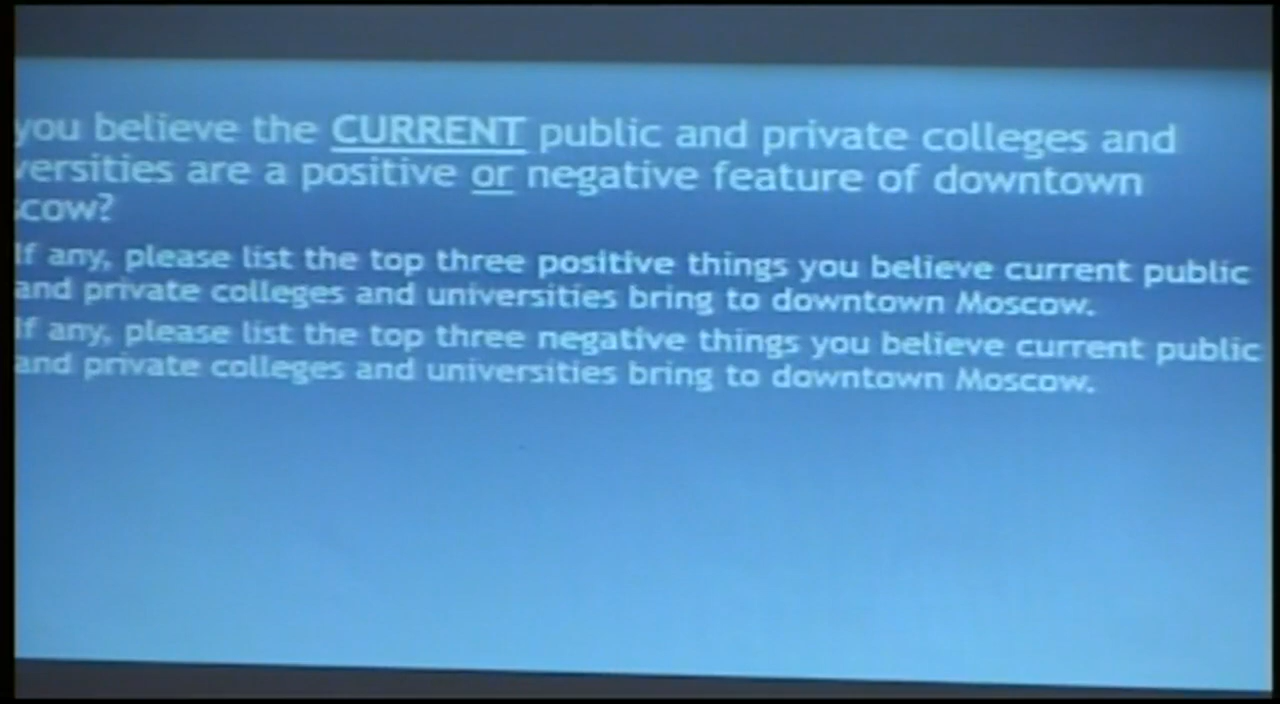 you believe the CURRENT public and private colleges and
versities are a positive or negative feature of downtown
scow?
If any, please list the top three positive things you believe current public
and private colleges and universities bring to downtown Moscow.
If any, please list the top three negative things you believe current public
and private colleges and universities bring to downtown Moscow.